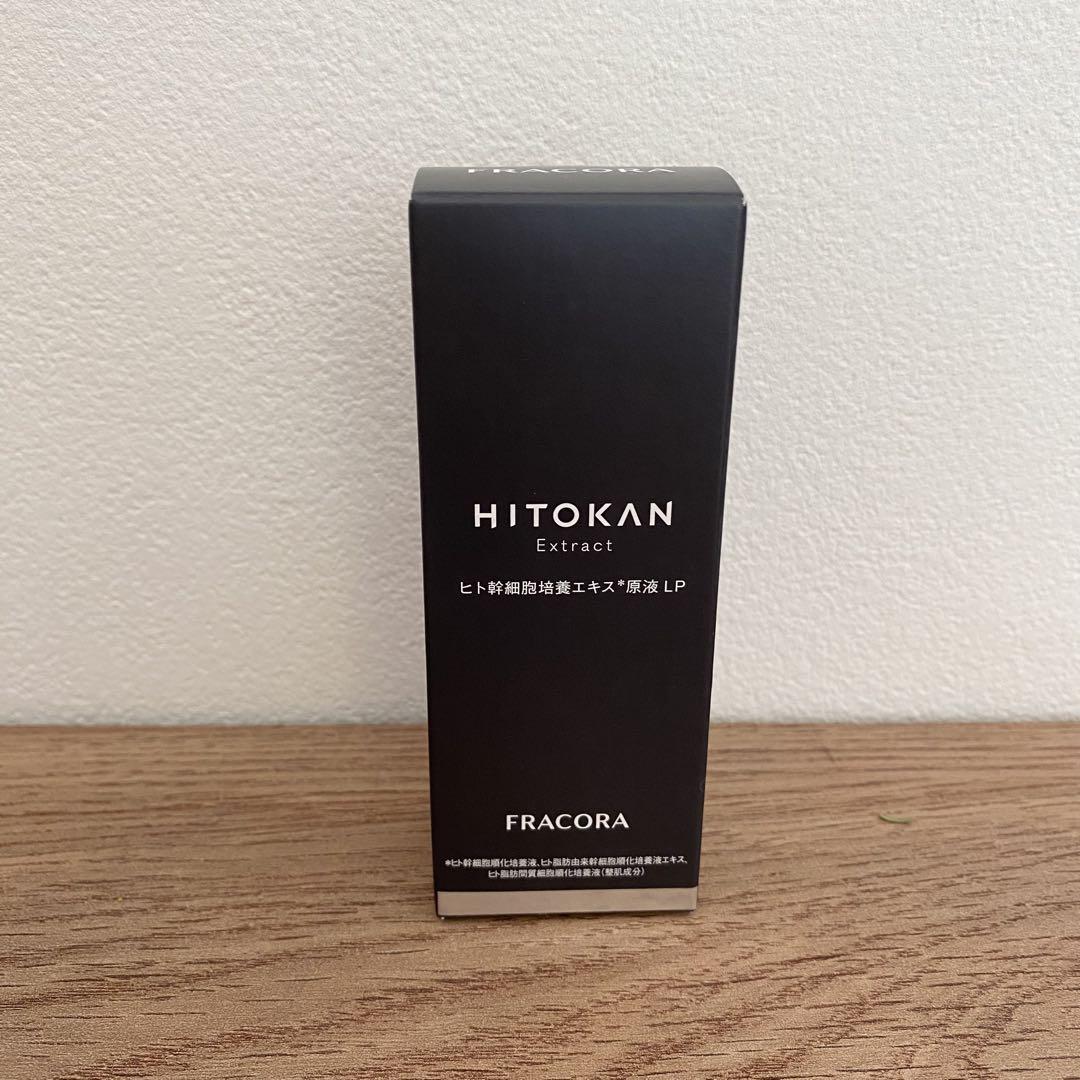 FRACORA
HITOKAN
Extract
ヒト幹細胞培養エキス*原液 LP
FRACORA
*ヒト幹細胞順化培養液、ヒト脂肪由来幹細胞順化培養液エキス、
ヒト脂肪間質細胞順化培養液(整肌成分)